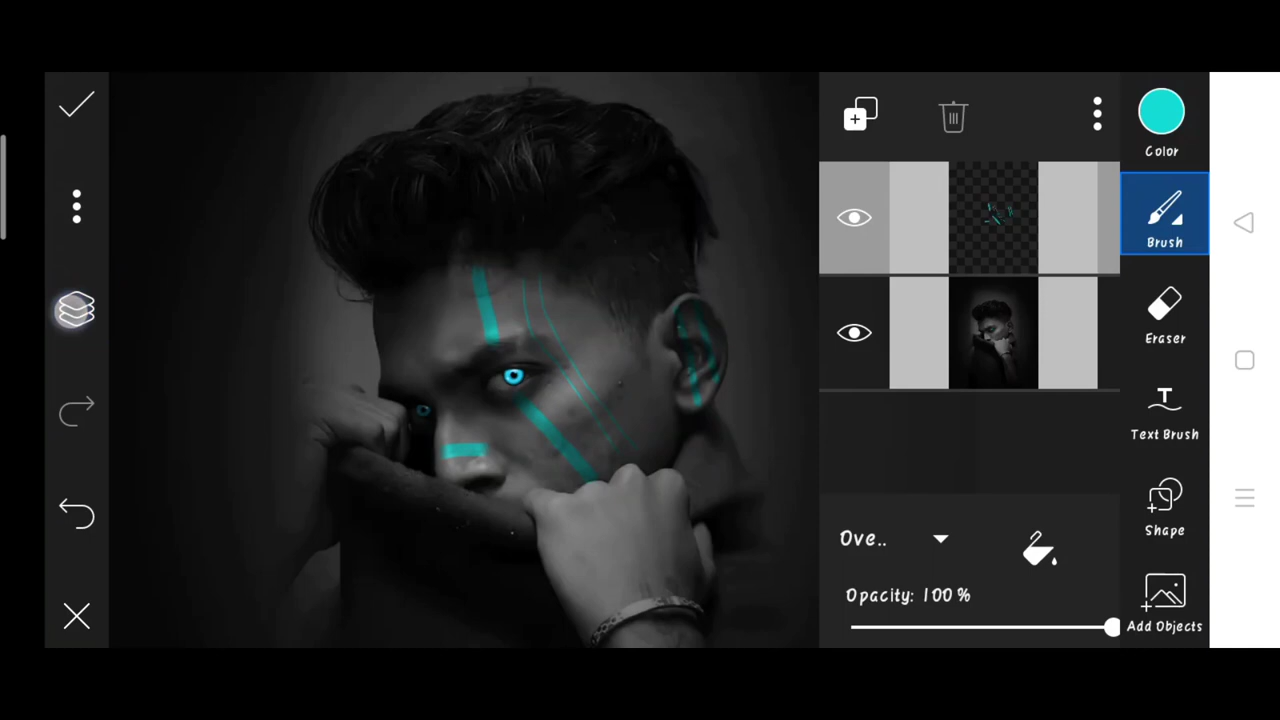 Color
Brush
Eraser
Text Brush
Shape
Add Objects
Ove..
Opacity: 100%